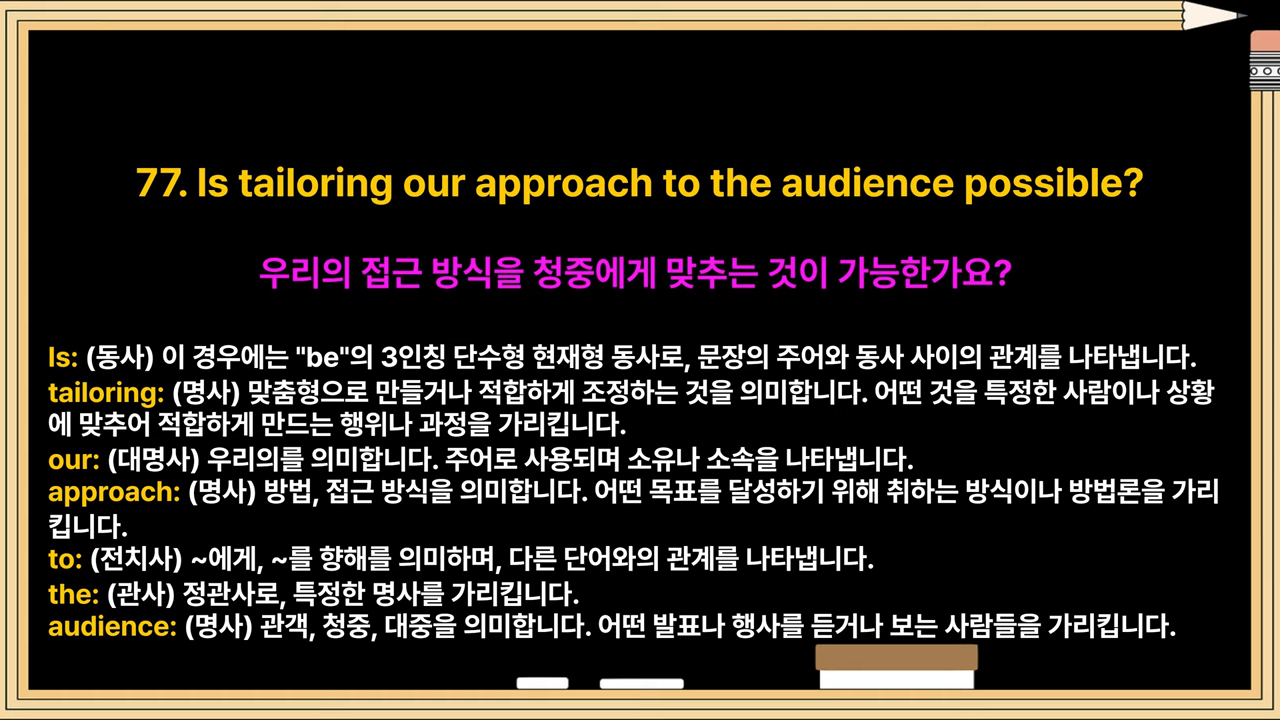 77. Is tailoring our approach to the audience possible?
우리의 접근 방식을 청중에게 맞추는 것이 가능한가요?
Is: (동사) 이 경우에는 "be"의 3인칭 단수형 현재형 동사로, 문장의 주어와 동사 사이의 관계를 나타냅니다.
tailoring: (명사) 맞춤형으로 만들거나 적합하게 조정하는 것을 의미합니다. 어떤 것을 특정한 사람이나 상황
에 맞추어 적합하게 만드는 행위나 과정을 가리킵니다.
our: (대명사) 우리의를 의미합니다. 주어로 사용되며 소유나 소속을 나타냅니다.
approach: (명사) 방법, 접근 방식을 의미합니다. 어떤 목표를 달성하기 위해 취하는 방식이나 방법론을 가리
킵니다.
to: (전치사) ~에게, ~를 향해를 의미하며, 다른 단어와의 관계를 나타냅니다.
the: (관사) 정관사로, 특정한 명사를 가리킵니다.
audience: (명사) 관객, 청중, 대중을 의미합니다. 어떤 발표나 행사를 듣거나 보는 사람들을 가리킵니다.